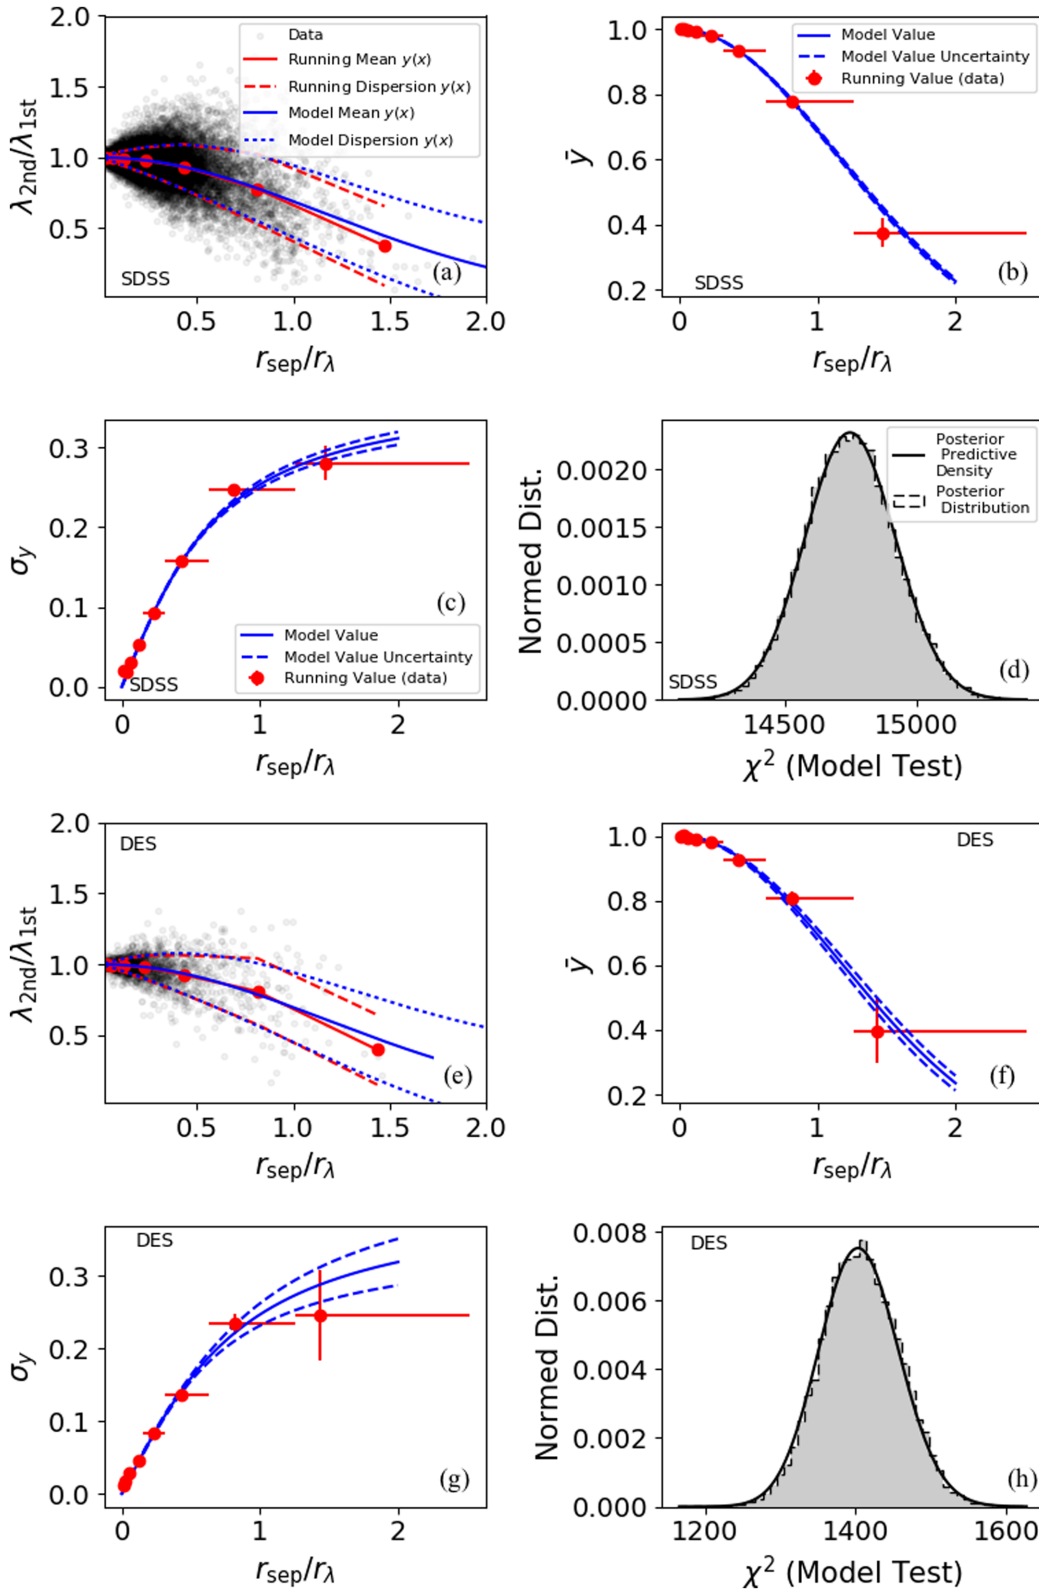 2.0
1.5
1.0
0.5
λ2nd/λ1st
Data
Running Mean y(x)
Running Dispersion y(x)
Model Mean y(x)
Model Dispersion y(x)
(a)
SDSS
0.5 1.0 1.5 2.0
rsep/rλ
1.0
0.8
0.6
0.4
0.2
ȳ
Model Value
Model Value Uncertainty
Running Value (data)
(b)
SDSS
0 1 2
rsep/rλ
0.3
0.2
0.1
0.0
σy
(c)
Model Value
Model Value Uncertainty
Running Value (data)
SDSS
0 1 2
rsep/rλ
0.0020
0.0015
0.0010
0.0005
0.0000
Normed Dist.
Posterior
Predictive
Density
Posterior
Distribution
(d)
SDSS
14500 15000
χ² (Model Test)
2.0
1.5
1.0
0.5
λ2nd/λ1st
DES
(e)
0.5 1.0 1.5 2.0
rsep/rλ
1.0
0.8
0.6
0.4
0.2
ȳ
DES
(f)
0 1 2
rsep/rλ
0.3
0.2
0.1
0.0
σy
DES
(g)
0 1 2
rsep/rλ
0.008
0.006
0.004
0.002
0.000
Normed Dist.
DES
(h)
1200 1400 1600
χ² (Model Test)